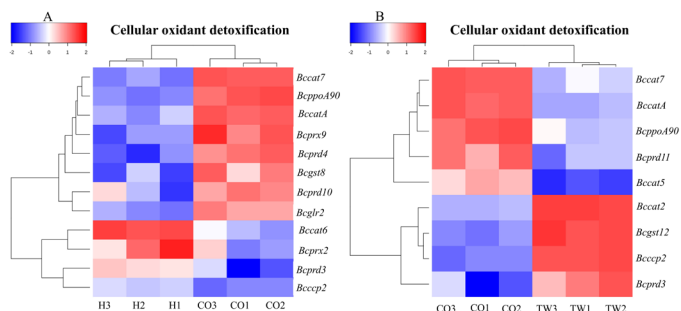 A
Cellular oxidant detoxification
-2 -1 0 1 2
Bccat7
BcppoA90
BccatA
Bcprx9
Bcprd4
Bcgst8
Bcprd10
Bcglr2
Bccat6
Bcprx2
Bcprd3
Bcccp2
H3 H2 H1 CO3 CO1 CO2
B
Cellular oxidant detoxification
-2 -1 0 1 2
Bccat7
BccatA
BcppoA90
Bcprd11
Bccat5
Bccat2
Bcgst12
Bcccp2
Bcprd3
CO3 CO1 CO2 TW3 TW1 TW2